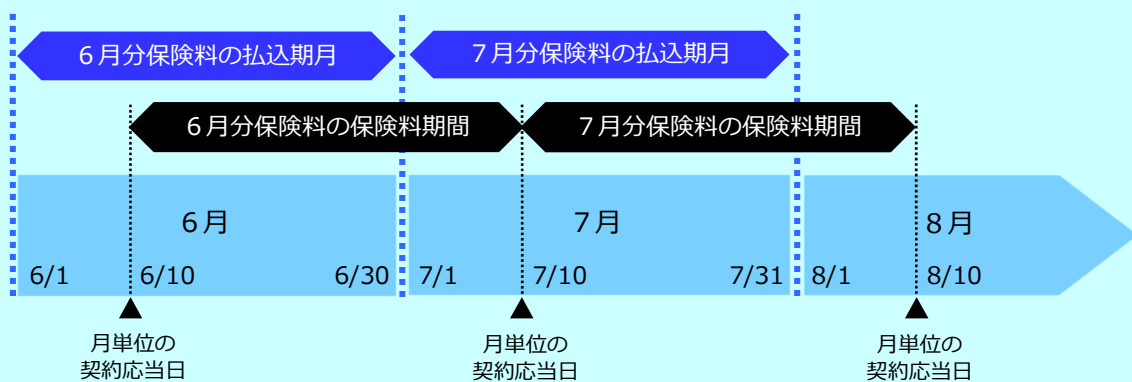 ６月分保険料の払込期月
７月分保険料の払込期月
６月分保険料の保険料期間
７月分保険料の保険料期間
６月
７月
８月
6/1
6/10
6/30
7/1
7/10
7/31
8/1
8/10
月単位の
契約応当日
月単位の
契約応当日
月単位の
契約応当日